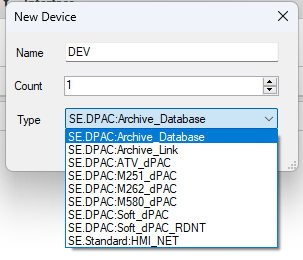 New Device
Name DEV
Count 1
Type SE.DPAC:Archive_Database
SE.DPAC:Archive_Database
SE.DPAC:Archive_Link
SE.DPAC:ATV_dPAC
SE.DPAC:M251_dPAC
SE.DPAC:M262_dPAC
SE.DPAC:M580_dPAC
SE.DPAC:Soft_dPAC
SE.DPAC:Soft_dPAC_RDNT
SE.Standard:HMI_NET